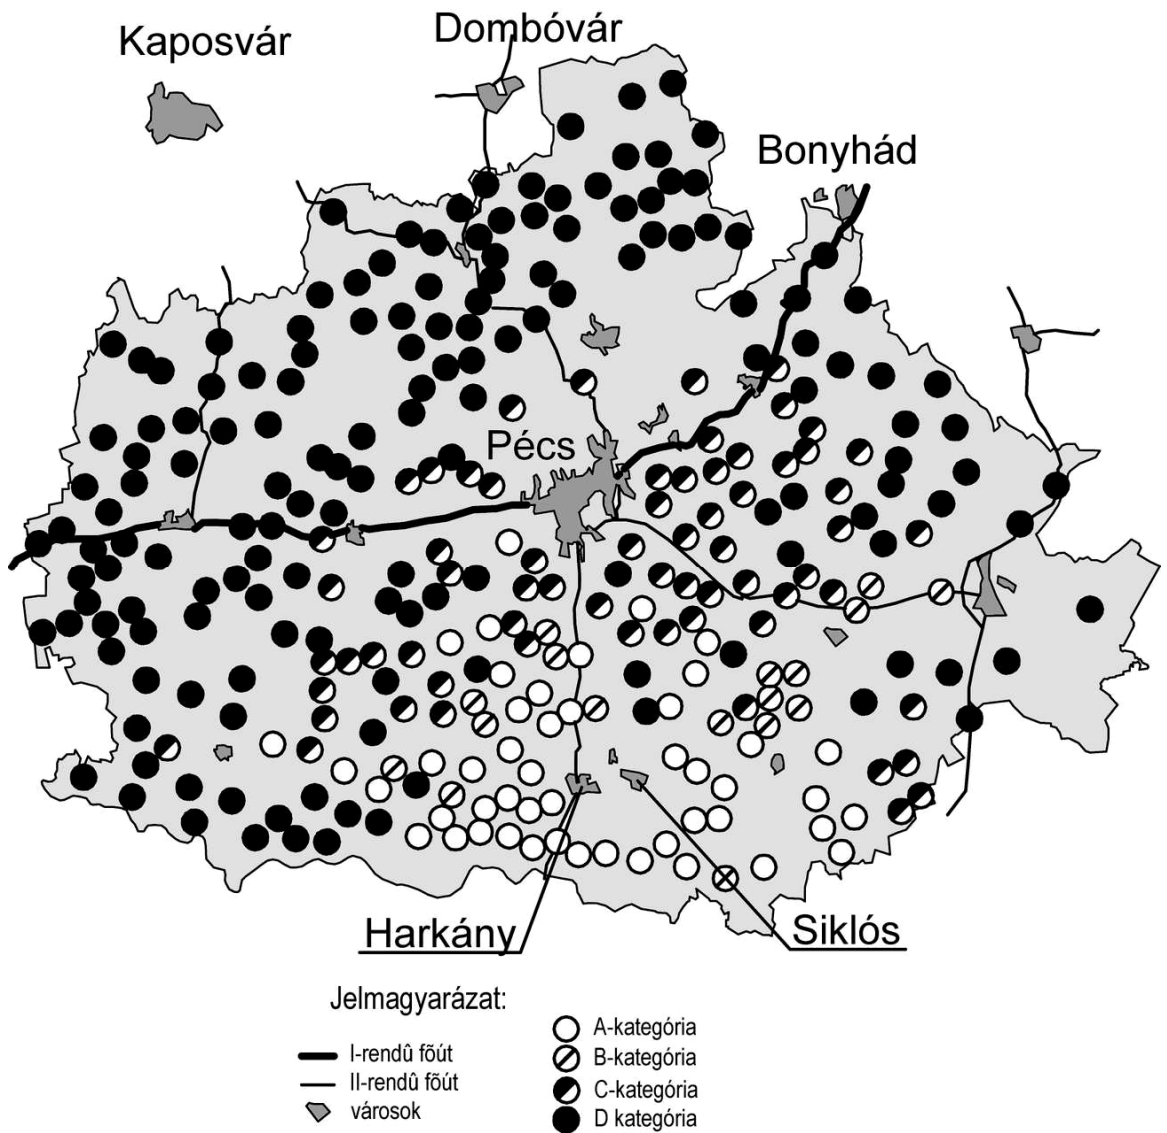 Kaposvár
Dombóvár
Bonyhád
Pécs
Harkány
Siklós
Jelmagyarázat:
I-rendû fõút
II-rendû fõút
városok
A-kategória
B-kategória
C-kategória
D kategória